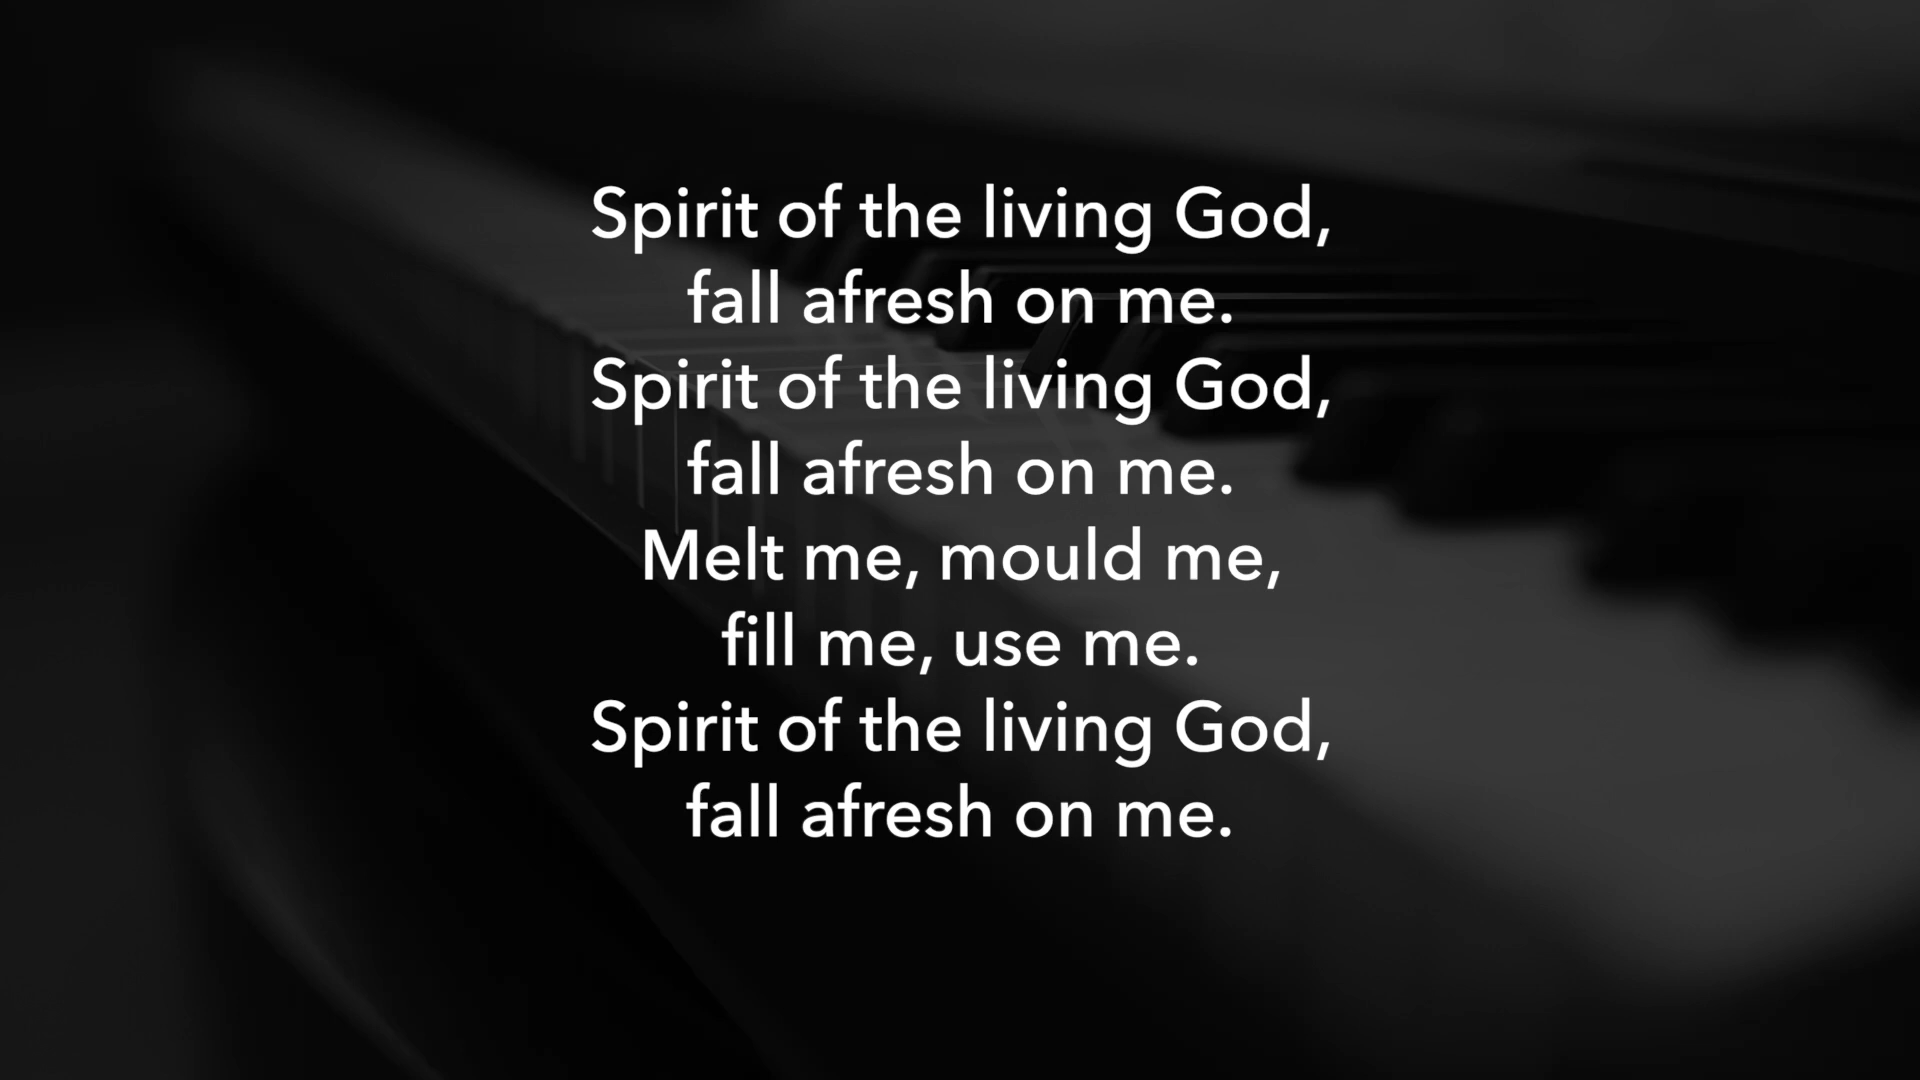 Spirit of the living God,
fall afresh on me.
Spirit of the living God,
fall afresh on me.
Melt me, mould me,
fill me, use me.
Spirit of the living God,
fall afresh on me.